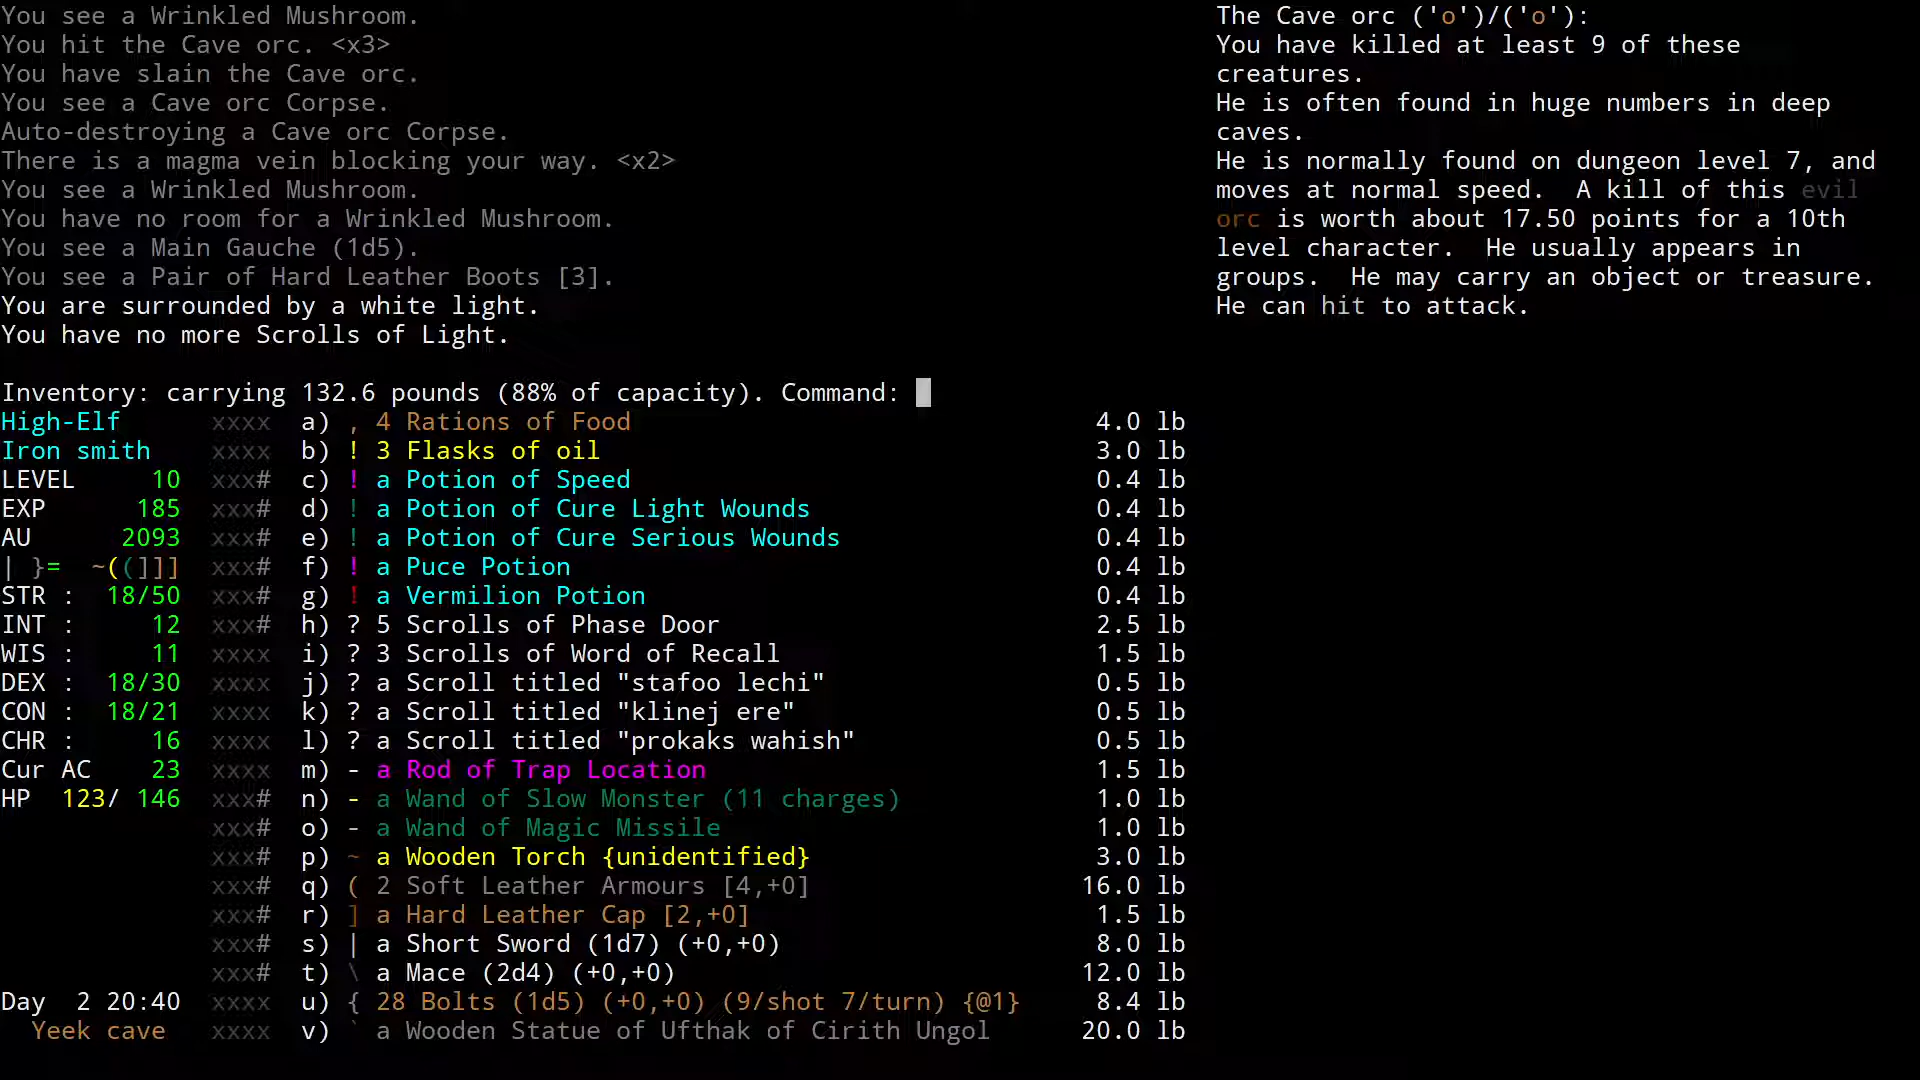 You see a Wrinkled Mushroom.
You hit the Cave orc. <x3>
You have slain the Cave orc.
You see a Cave orc Corpse.
Auto-destroying a Cave orc Corpse.
There is a magma vein blocking your way. <x2>
You see a Wrinkled Mushroom.
You have no room for a Wrinkled Mushroom.
You see a Main Gauche (1d5).
You see a Pair of Hard Leather Boots [3].
You are surrounded by a white light.
You have no more Scrolls of Light.
The Cave orc ('o')/('o'):
You have killed at least 9 of these
creatures.
He is often found in huge numbers in deep
caves.
He is normally found on dungeon level 7, and
moves at normal speed.  A kill of this evil
orc is worth about 17.50 points for a 10th
level character.  He usually appears in
groups.  He may carry an object or treasure.
He can hit to attack.
Inventory: carrying 132.6 pounds (88% of capacity). Command:
High-Elf xxxx a) , 4 Rations of Food 4.0 lb
Iron smith xxxx b) ! 3 Flasks of oil 3.0 lb
LEVEL 10 xxx# c) ! a Potion of Speed 0.4 lb
EXP 185 xxx# d) ! a Potion of Cure Light Wounds 0.4 lb
AU 2093 xxx# e) ! a Potion of Cure Serious Wounds 0.4 lb
| }= ~((]]] xxx# f) ! a Puce Potion 0.4 lb
STR : 18/50 xxx# g) ! a Vermilion Potion 0.4 lb
INT : 12 xxx# h) ? 5 Scrolls of Phase Door 2.5 lb
WIS : 11 xxxx i) ? 3 Scrolls of Word of Recall 1.5 lb
DEX : 18/30 xxxx j) ? a Scroll titled "stafoo lechi" 0.5 lb
CON : 18/21 xxxx k) ? a Scroll titled "klinej ere" 0.5 lb
CHR : 16 xxxx l) ? a Scroll titled "prokaks wahish" 0.5 lb
Cur AC 23 xxxx m) - a Rod of Trap Location 1.5 lb
HP 123/ 146 xxx# n) - a Wand of Slow Monster (11 charges) 1.0 lb
xxx# o) - a Wand of Magic Missile 1.0 lb
xxx# p) ~ a Wooden Torch {unidentified} 3.0 lb
xxx# q) ( 2 Soft Leather Armours [4,+0] 16.0 lb
xxx# r) ] a Hard Leather Cap [2,+0] 1.5 lb
xxx# s) | a Short Sword (1d7) (+0,+0) 8.0 lb
xxx# t) \ a Mace (2d4) (+0,+0) 12.0 lb
Day 2 20:40 xxxx u) { 28 Bolts (1d5) (+0,+0) (9/shot 7/turn) {@1} 8.4 lb
Yeek cave xxxx v) ` a Wooden Statue of Ufthak of Cirith Ungol 20.0 lb